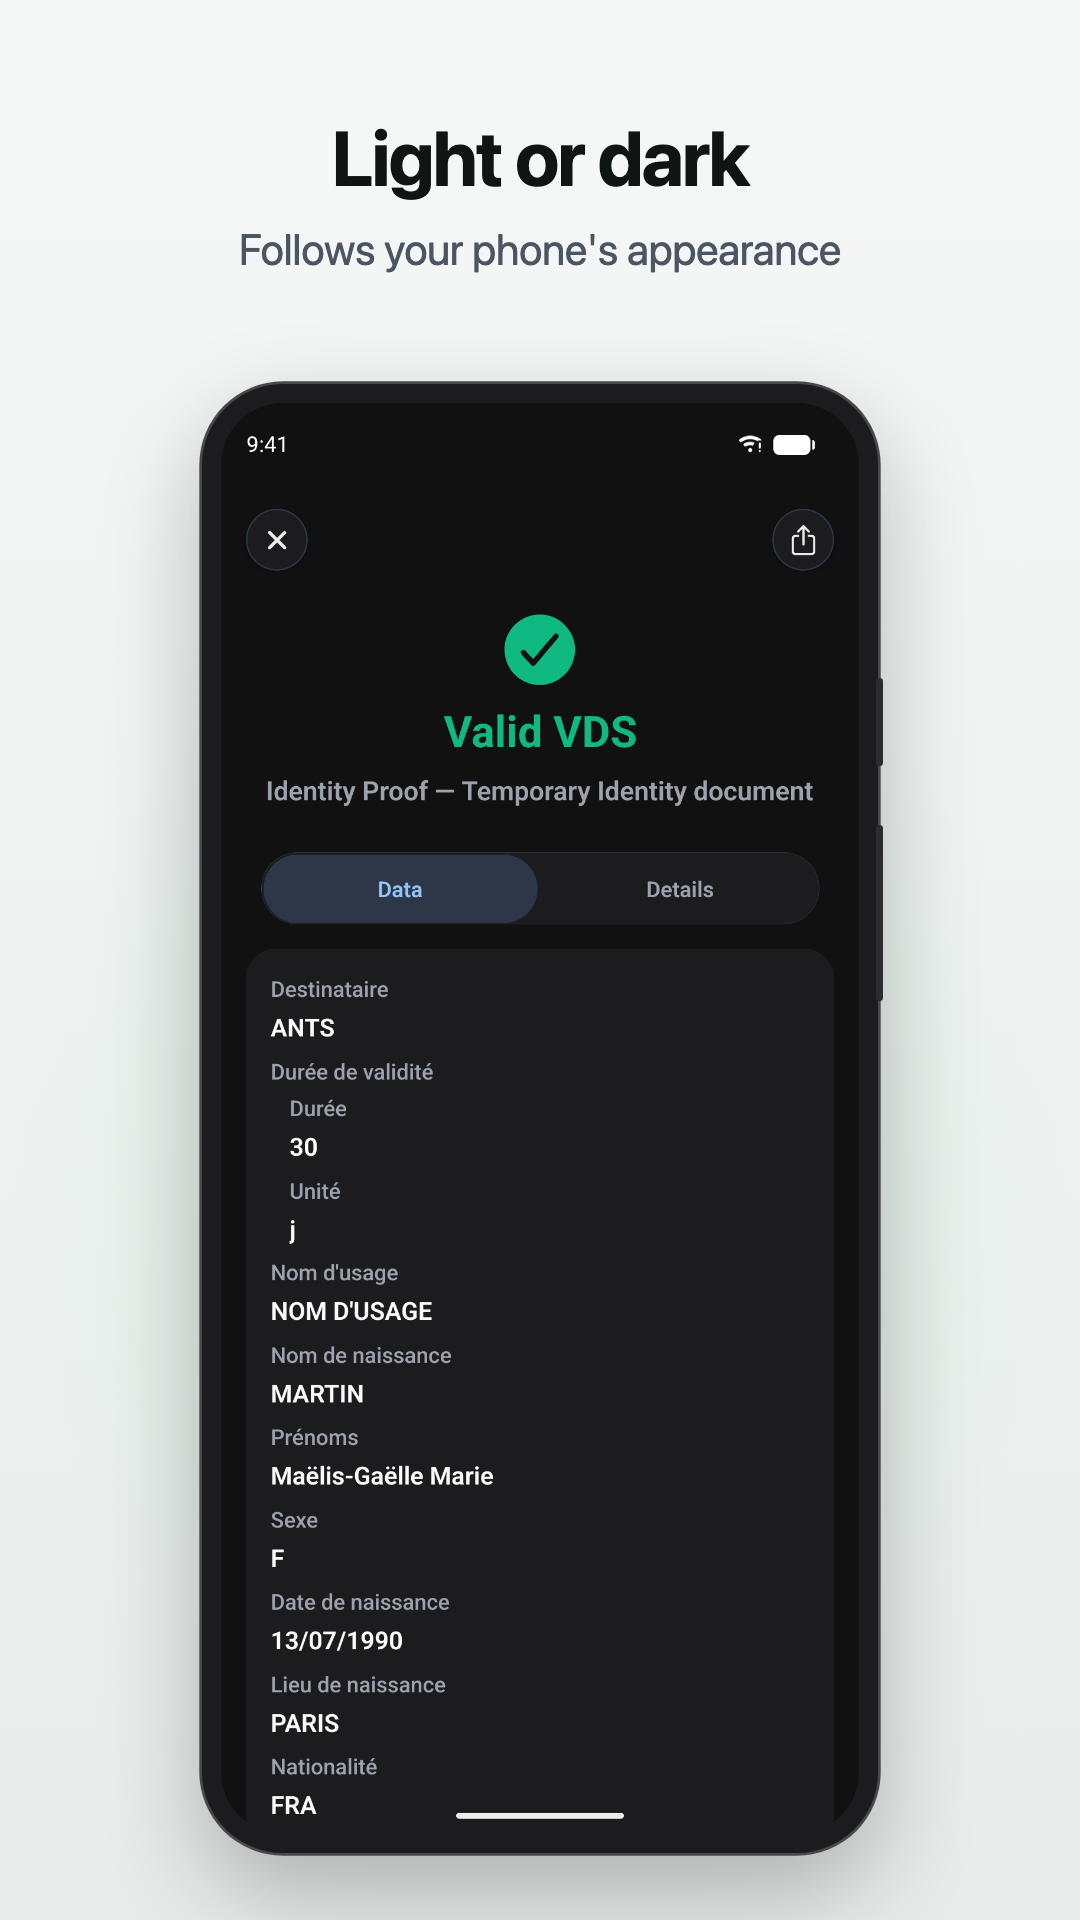 Light or dark
Follows your phone's appearance
9:41
Valid VDS
Identity Proof — Temporary Identity document
Data
Details
Destinataire
ANTS
Durée de validité
Durée
30
Unité
j
Nom d'usage
NOM D'USAGE
Nom de naissance
MARTIN
Prénoms
Maëlis-Gaëlle Marie
Sexe
F
Date de naissance
13/07/1990
Lieu de naissance
PARIS
Nationalité
FRA